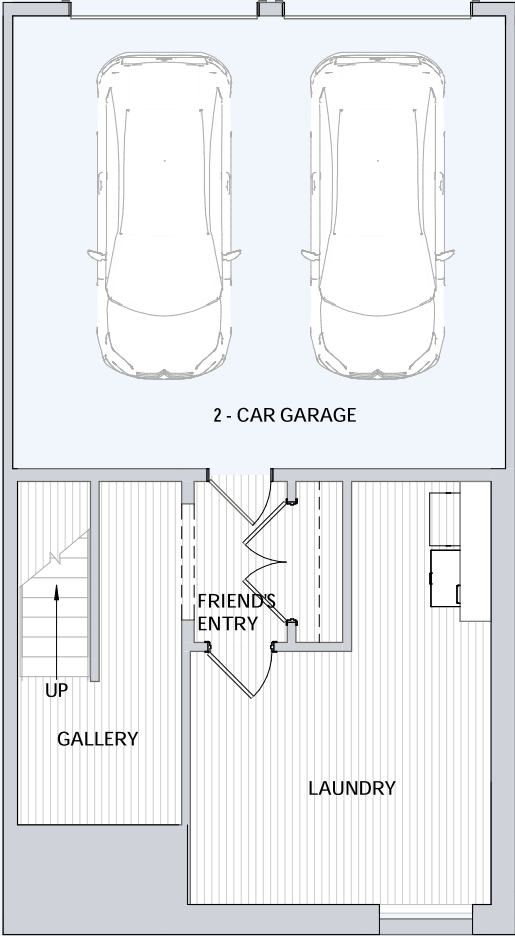 2 - CAR GARAGE
FRIEND'S
ENTRY
UP
GALLERY
LAUNDRY